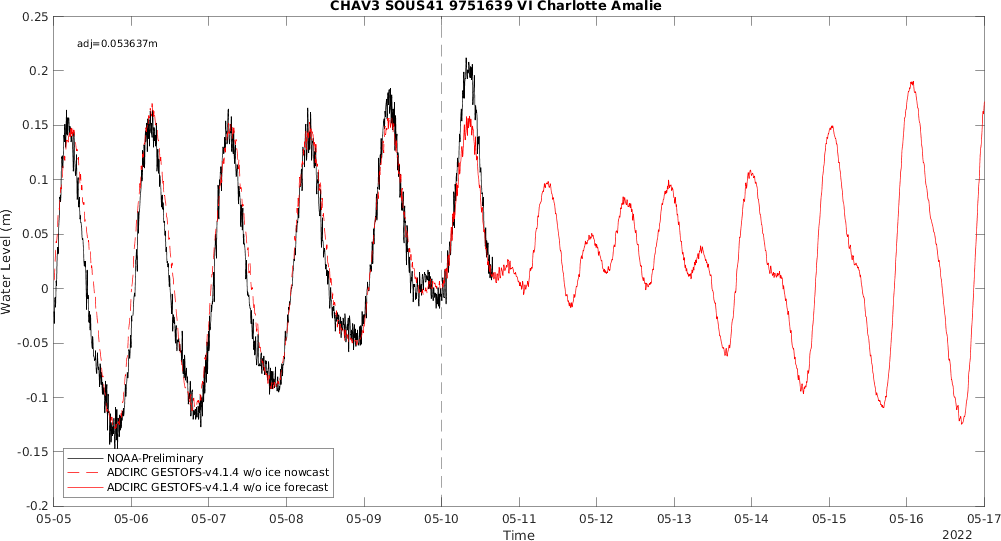 CHAV3 SOUS41 9751639 VI Charlotte Amalie
adj=0.053637m
0.25
0.2
0.15
0.1
0.05
0
-0.05
-0.1
-0.15
-0.2
Water Level (m)
NOAA-Preliminary
ADCIRC GESTOFS-v4.1.4 w/o ice nowcast
ADCIRC GESTOFS-v4.1.4 w/o ice forecast
05-05 05-06 05-07 05-08 05-09 05-10 05-11 05-12 05-13 05-14 05-15 05-16 05-17
Time
2022